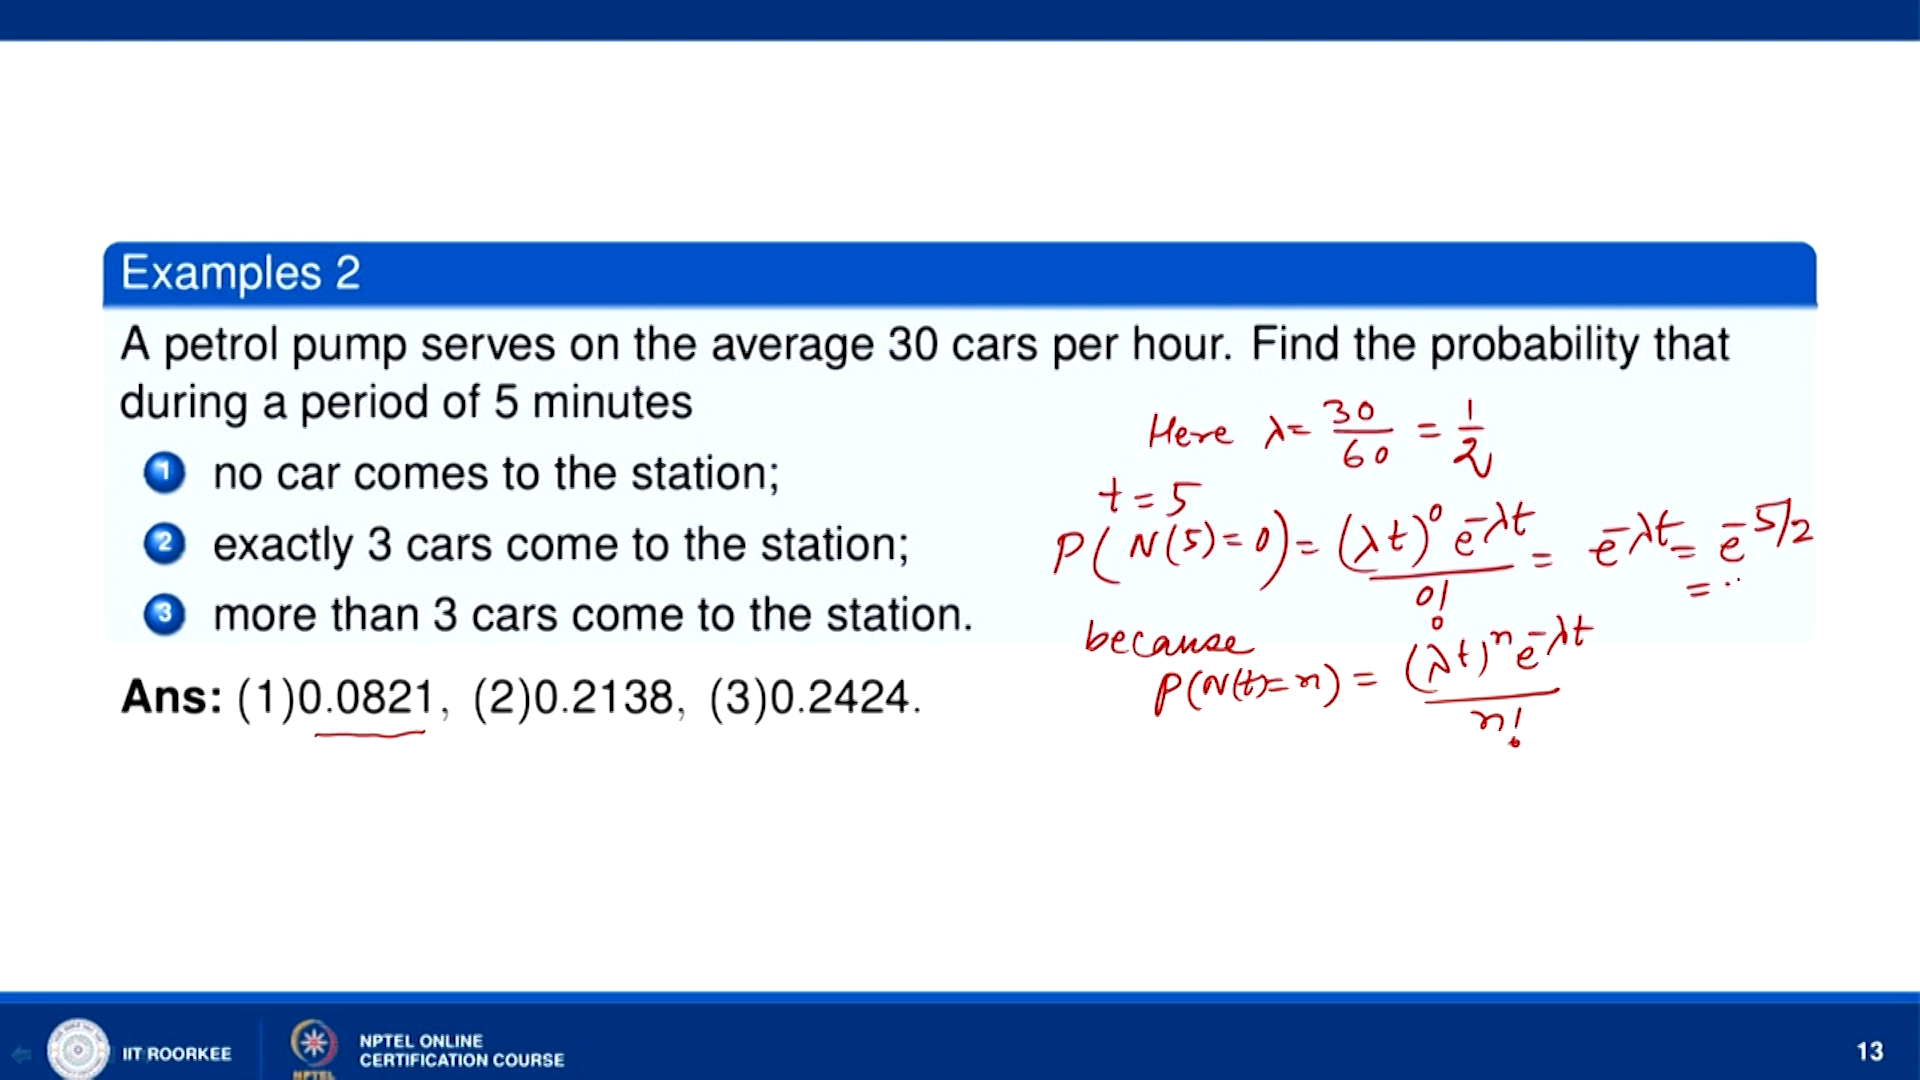 Examples 2
A petrol pump serves on the average 30 cars per hour. Find the probability that
during a period of 5 minutes
1 no car comes to the station;
2 exactly 3 cars come to the station;
3 more than 3 cars come to the station.
Ans: (1)0.0821, (2)0.2138, (3)0.2424.
Here λ = 30/60 = 1/2
t = 5
P(N(5)=0) = (λt)^0 e^-λt / 0! = e^-λt = e^-5/2
= ..
because
P(N(t)=n) = (λt)^n e^-λt / n!
IIT ROORKEE
NPTEL
NPTEL ONLINE
CERTIFICATION COURSE
13